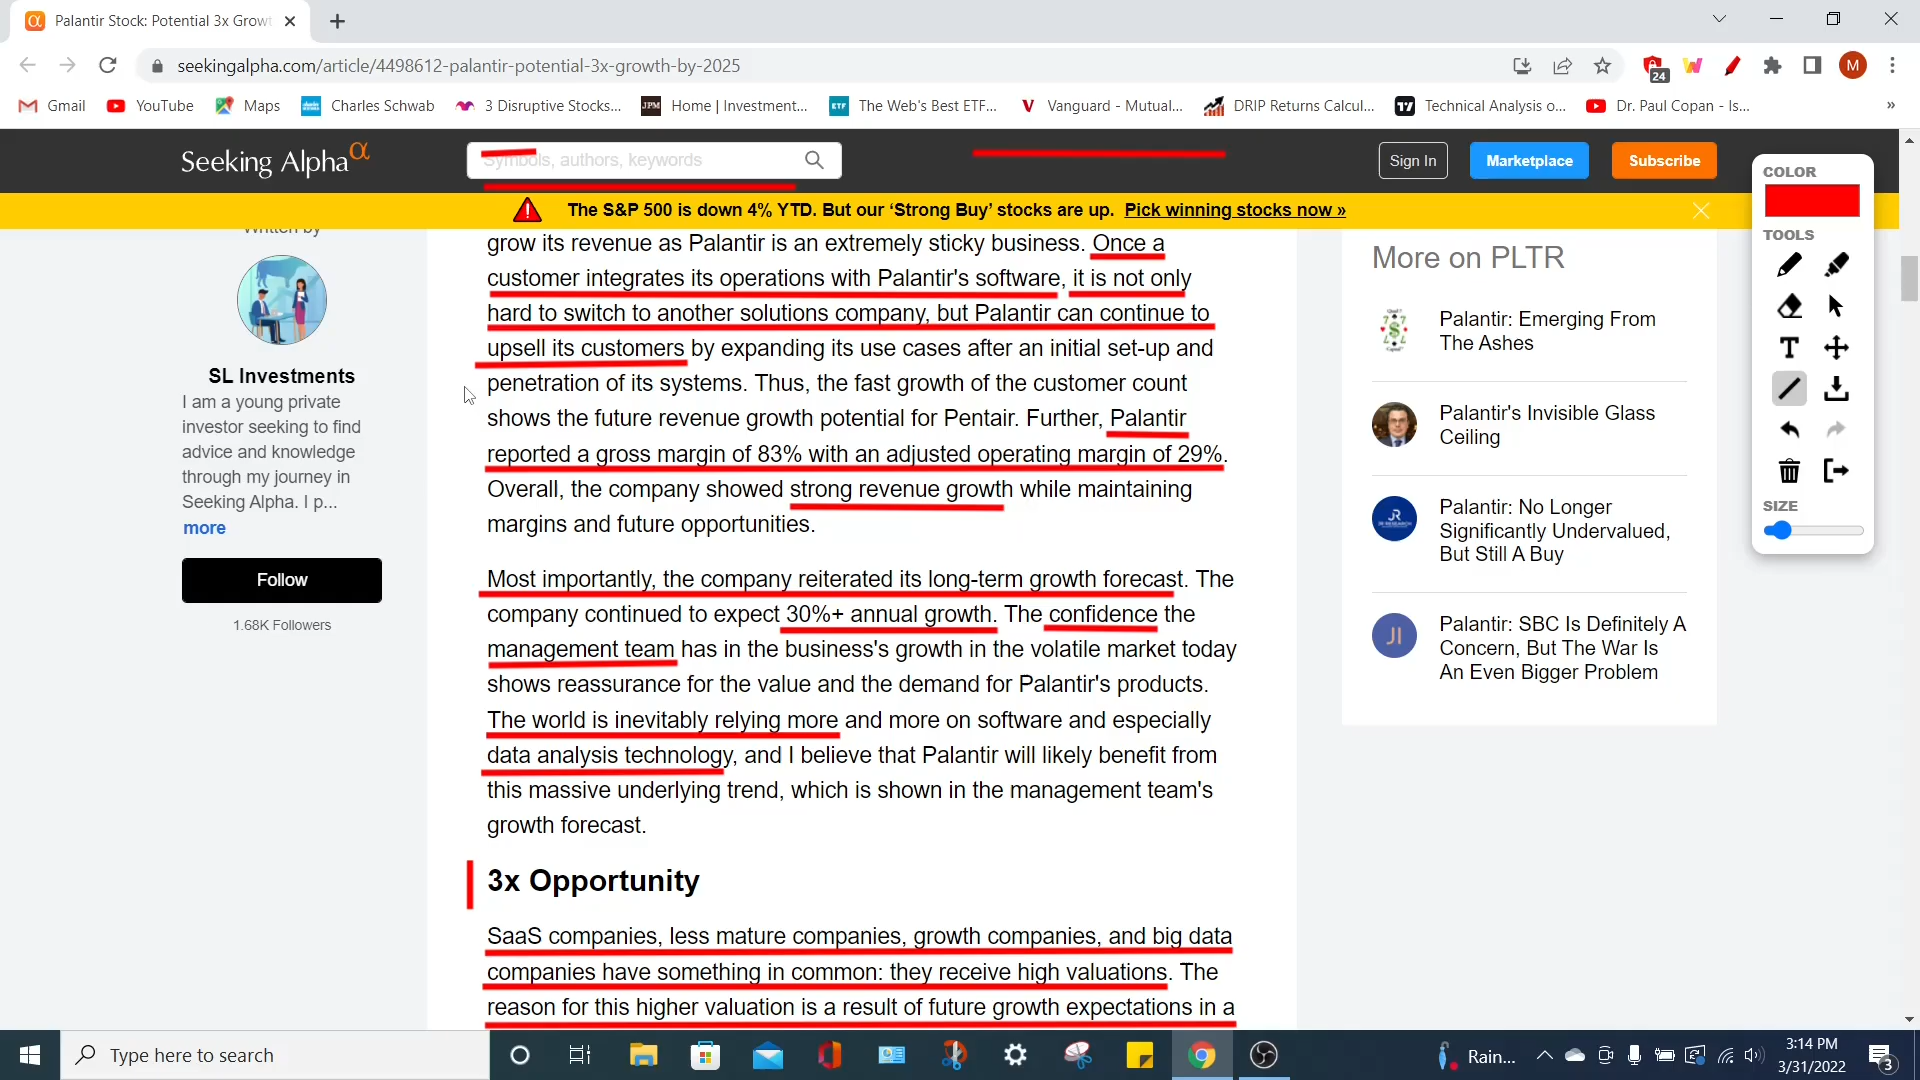 Palantir Stock: Potential 3x Growt
seekingalpha.com/article/4498612-palantir-potential-3x-growth-by-2025
24
M
Gmail
YouTube
Maps
Charles Schwab
3 Disruptive Stocks...
JPM
Home | Investment...
ETF
The Web's Best ETF...
Vanguard - Mutual...
DRIP Returns Calcul...
Technical Analysis o...
Dr. Paul Copan - Is...
»
Seeking Alpha α
Symbols, authors, keywords
Sign In
Marketplace
Subscribe
The S&P 500 is down 4% YTD. But our ‘Strong Buy’ stocks are up. Pick winning stocks now »
Written by
SL Investments
I am a young private
investor seeking to find
advice and knowledge
through my journey in
Seeking Alpha. I p...
more
Follow
1.68K Followers
grow its revenue as Palantir is an extremely sticky business. Once a
customer integrates its operations with Palantir's software, it is not only
hard to switch to another solutions company, but Palantir can continue to
upsell its customers by expanding its use cases after an initial set-up and
penetration of its systems. Thus, the fast growth of the customer count
shows the future revenue growth potential for Pentair. Further, Palantir
reported a gross margin of 83% with an adjusted operating margin of 29%.
Overall, the company showed strong revenue growth while maintaining
margins and future opportunities.
Most importantly, the company reiterated its long-term growth forecast. The
company continued to expect 30%+ annual growth. The confidence the
management team has in the business's growth in the volatile market today
shows reassurance for the value and the demand for Palantir's products.
The world is inevitably relying more and more on software and especially
data analysis technology, and I believe that Palantir will likely benefit from
this massive underlying trend, which is shown in the management team's
growth forecast.
3x Opportunity
SaaS companies, less mature companies, growth companies, and big data
companies have something in common: they receive high valuations. The
reason for this higher valuation is a result of future growth expectations in a
More on PLTR
Palantir: Emerging From
The Ashes
Palantir's Invisible Glass
Ceiling
Palantir: No Longer
Significantly Undervalued,
But Still A Buy
JI
Palantir: SBC Is Definitely A
Concern, But The War Is
An Even Bigger Problem
COLOR
TOOLS
T
SIZE
Type here to search
Rain...
3:14 PM
3/31/2022
3